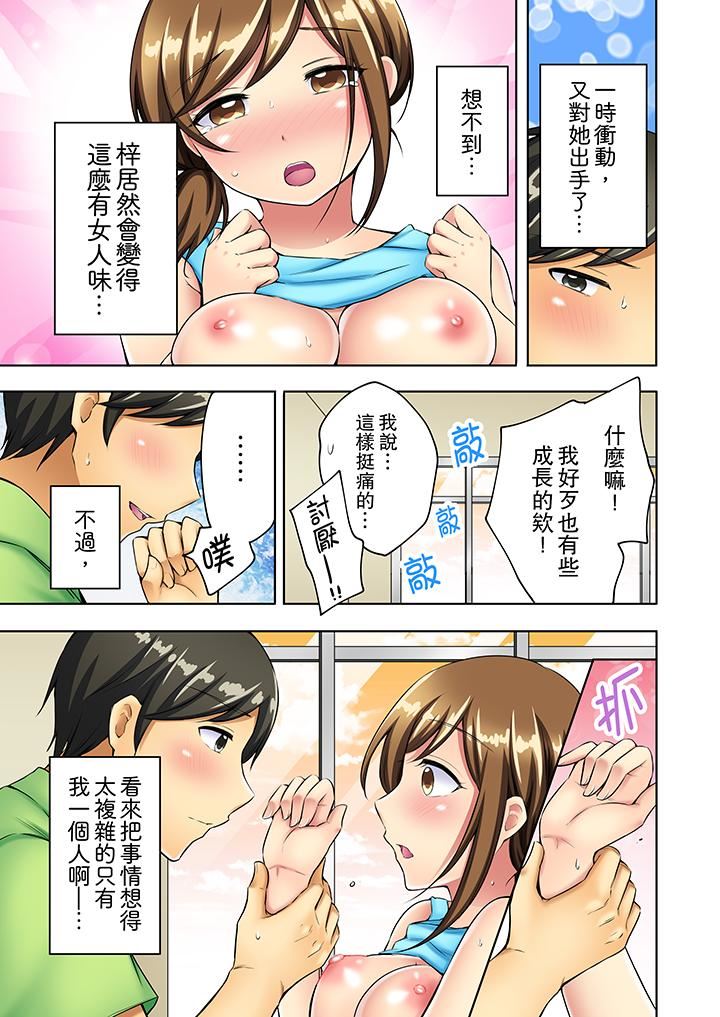 一時衝動，
又對她出手了…
想不到…
梓居然會變得
這麼有女人味…
什麼嘛！
我好歹也有些
成長的欸！
敲
敲
敲
我說…
這樣挺痛的…
討厭—!!
……
噗
不過，
抓
看來把事情想得
太複雜的只有
我一個人啊——…